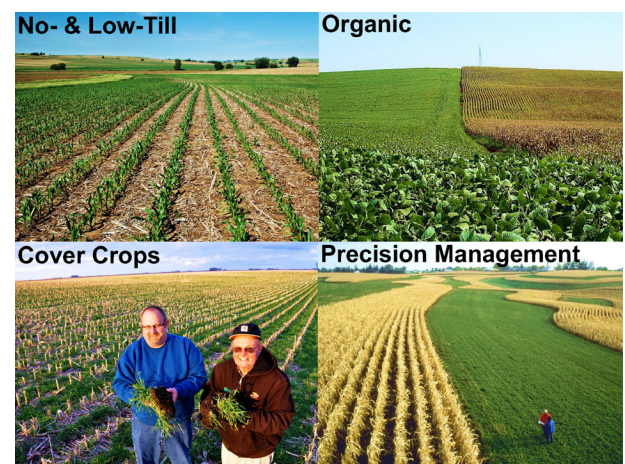 No- & Low-Till
Organic
Cover Crops
Precision Management